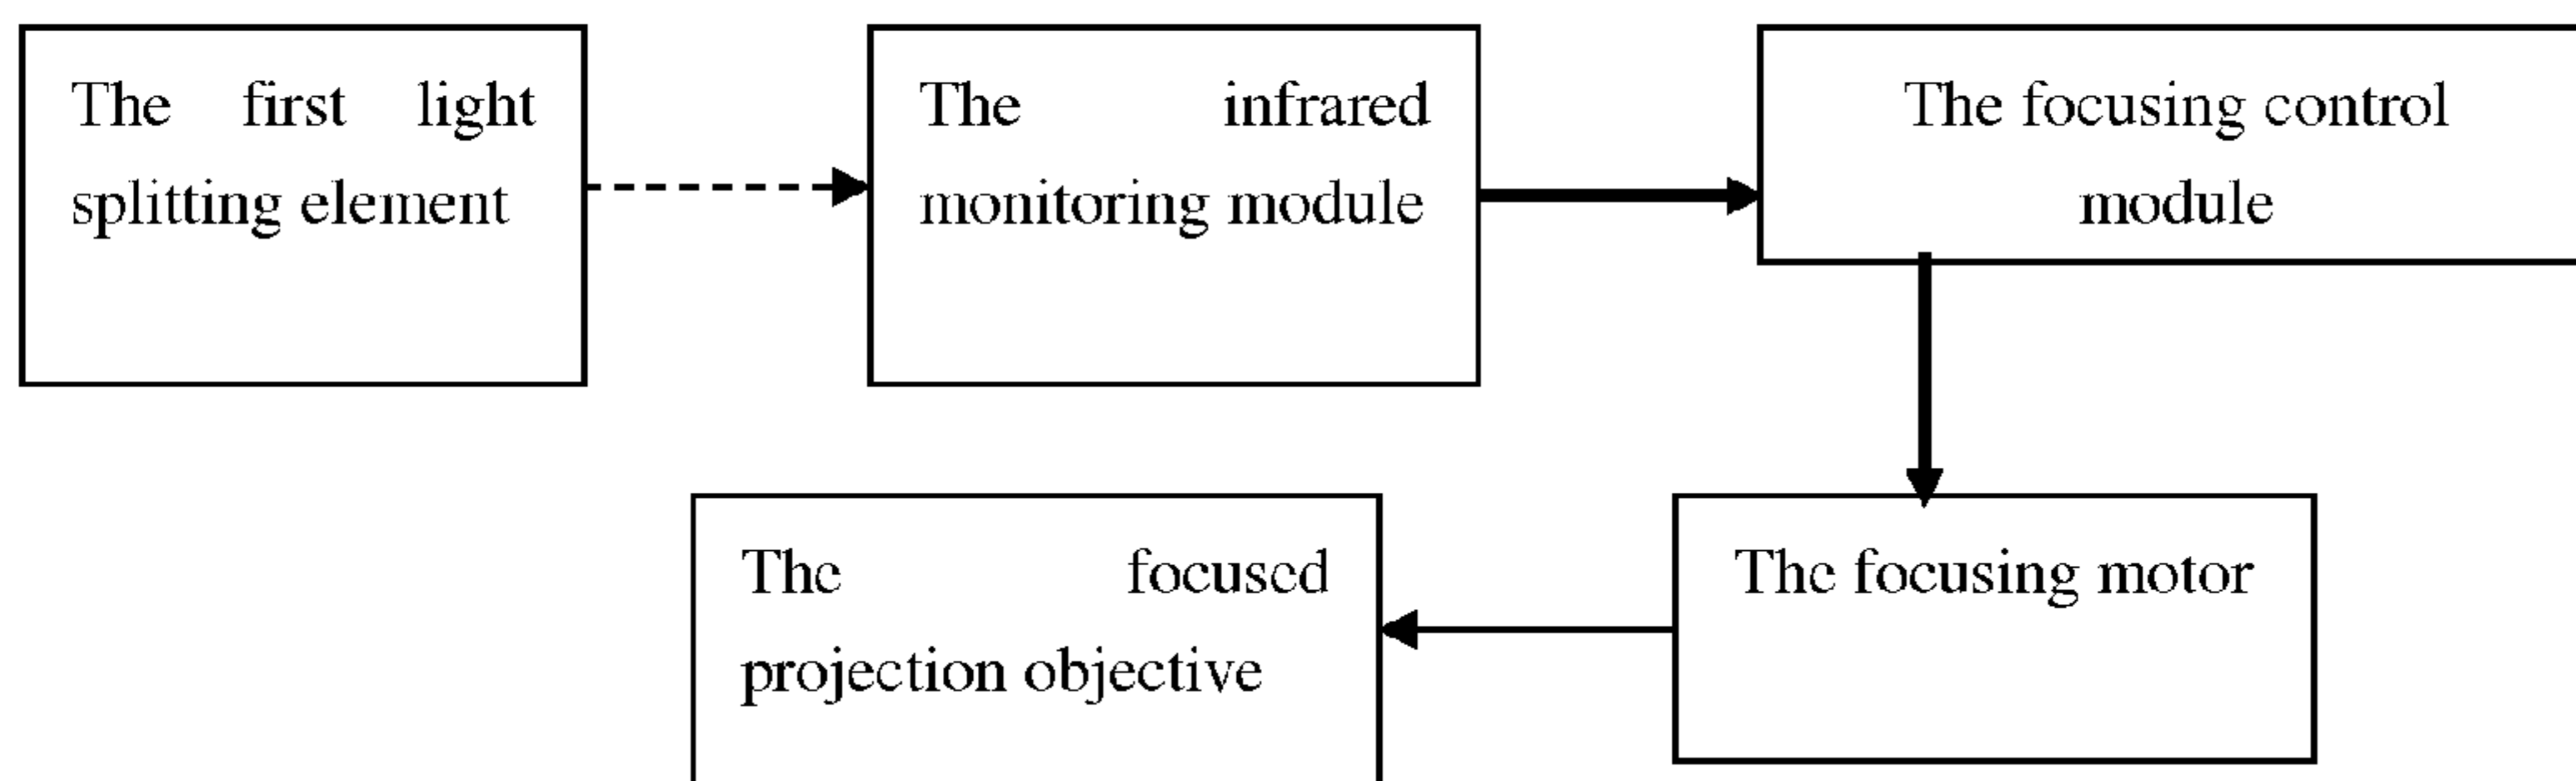 The first light
splitting element
The infrared
monitoring module
The focusing control
module
The focused
projection objective
The focusing motor